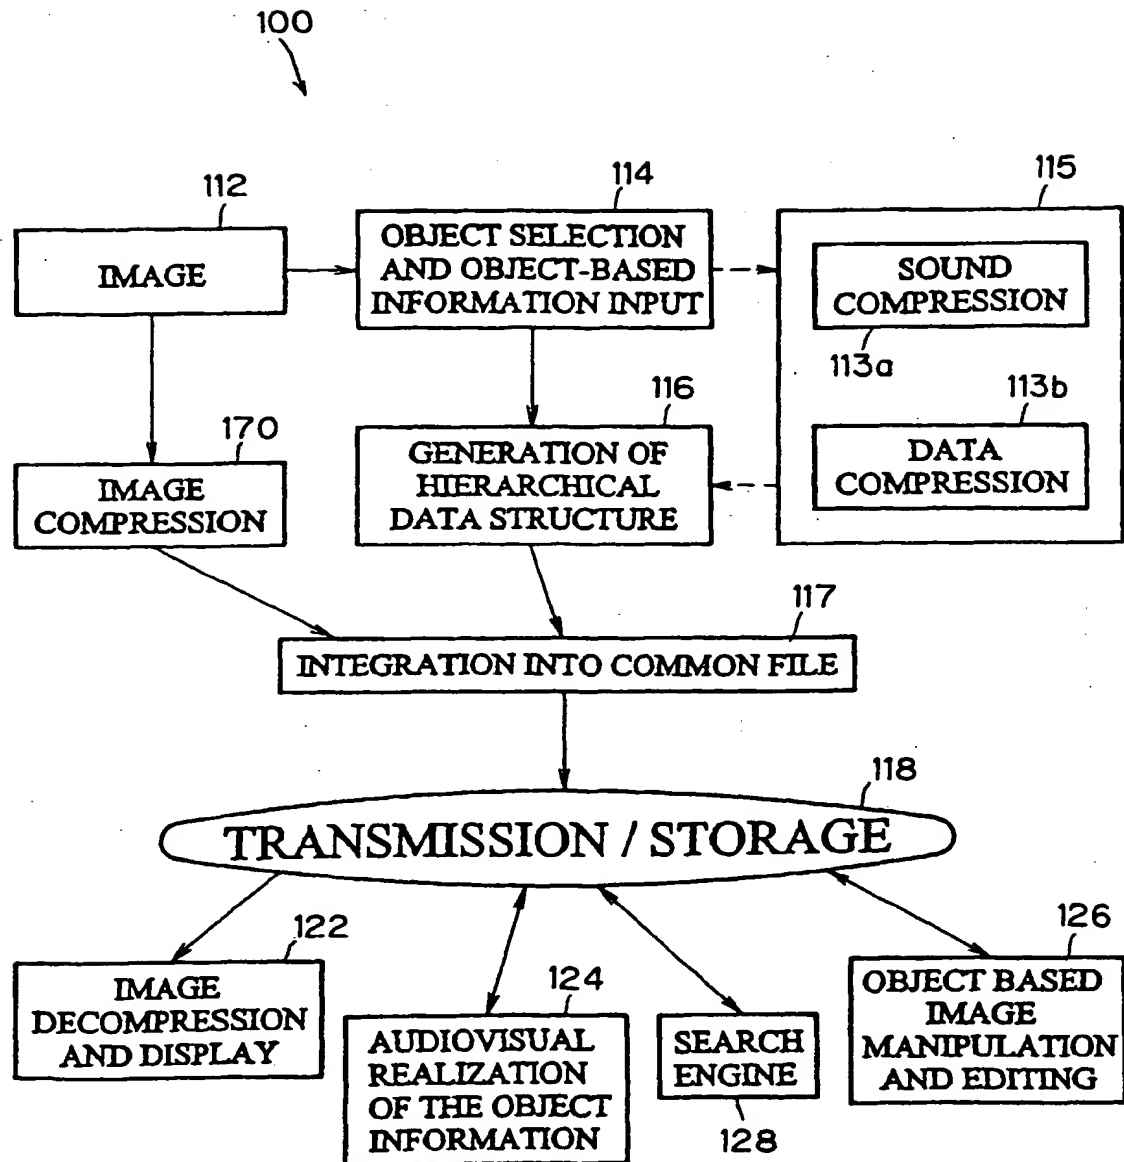 100
112
114
115
IMAGE
OBJECT SELECTION
AND OBJECT-BASED
INFORMATION INPUT
SOUND
COMPRESSION
113a
116
113b
170
IMAGE
COMPRESSION
GENERATION OF
HIERARCHICAL
DATA STRUCTURE
DATA
COMPRESSION
117
INTEGRATION INTO COMMON FILE
118
TRANSMISSION / STORAGE
122
IMAGE
DECOMPRESSION
AND DISPLAY
124
AUDIOVISUAL
REALIZATION
OF THE OBJECT
INFORMATION
SEARCH
ENGINE
128
126
OBJECT BASED
IMAGE
MANIPULATION
AND EDITING